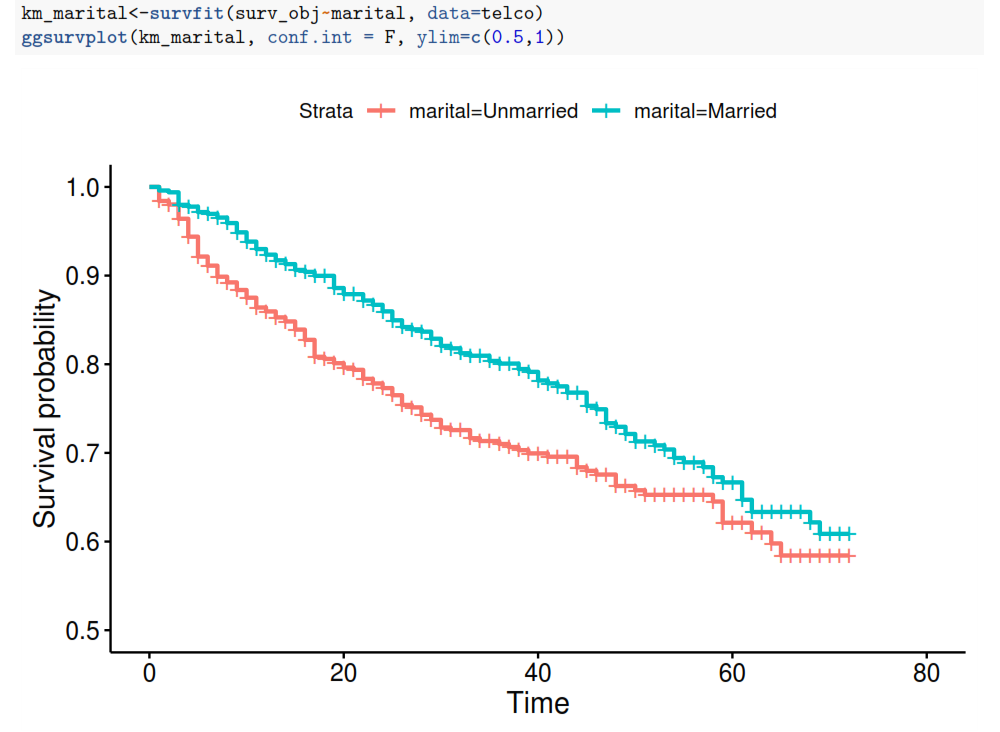 km_marital<-survfit(surv_obj~marital, data=telco)
ggsurvplot(km_marital, conf.int = F, ylim=c(0.5,1))
Strata marital=Unmarried marital=Married
Survival probability
1.0
0.9
0.8
0.7
0.6
0.5
0 20 40 60 80
Time